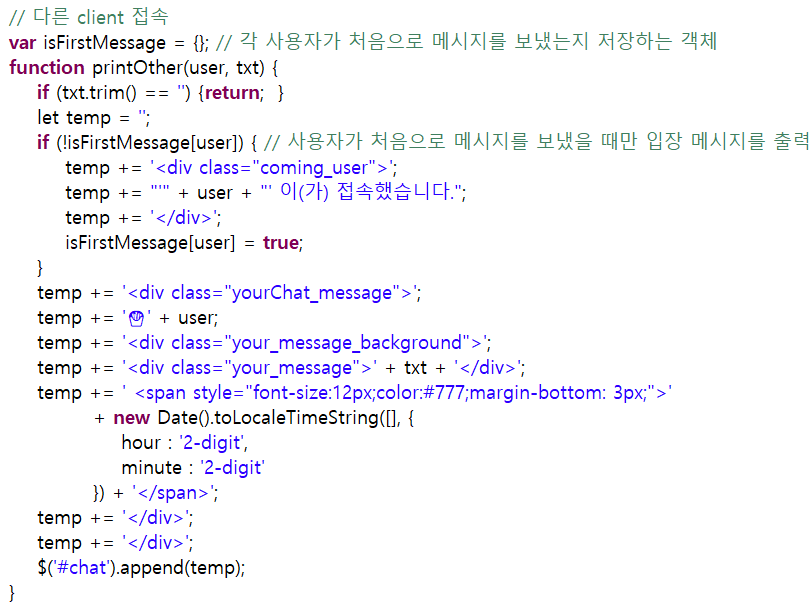 // 다른 client 접속
var isFirstMessage = {}; // 각 사용자가 처음으로 메시지를 보냈는지 저장하는 객체
function printOther(user, txt) {
if (txt.trim() == '') {return;  }
let temp = '';
if (!isFirstMessage[user]) { // 사용자가 처음으로 메시지를 보냈을 때만 입장 메시지를 출력
temp += '<div class="coming_user">';
temp += "'" + user + "' 이(가) 접속했습니다.";
temp += '</div>';
isFirstMessage[user] = true;
}
temp += '<div class="yourChat_message">';
temp += '🍿' + user;
temp += '<div class="your_message_background">';
temp += '<div class="your_message">' + txt + '</div>';
temp += ' <span style="font-size:12px;color:#777;margin-bottom: 3px;">'
+ new Date().toLocaleTimeString([], {
hour : '2-digit',
minute : '2-digit'
}) + '</span>';
temp += '</div>';
temp += '</div>';
$('#chat').append(temp);
}